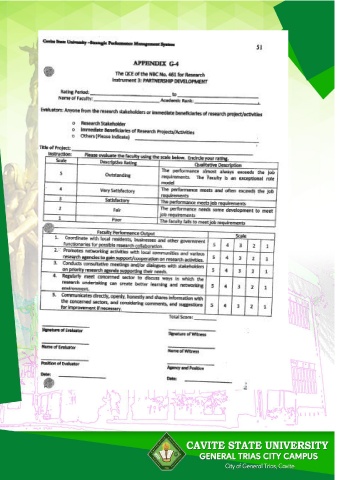 Cavite State University -Strategic Performance Management System
51
APPENDIX G-4
The QCE of the NBC No. 461 for Research
Instrument 3: PARTNERSHIP DEVELOPMENT
Rating Period: to
Name of Faculty: Academic Rank:
Evaluators: Anyone from the research stakeholders or immediate beneficiaries of research project/activities
o Research Stakeholder
o Immediate Beneficiaries of Research Projects/Activities
o Others (Please indicate)
Title of Project:
Instruction: Please evaluate the faculty using the scale below. Encircle your rating.
Scale Descriptive Rating Qualitative Description
5 Outstanding The performance almost always exceeds the job
requirements. The Faculty is an exceptional role
model
4 Very Satisfactory The performance meets and often exceeds the job
requirements
3 Satisfactory The performance meets job requirements
2 Fair The performance needs some development to meet
job requirements
1 Poor The faculty fails to meet job requirements
Faculty Performance Output Scale
1. Coordinate with local residents, businesses and other government
functionaries for possible research collaboration 5 4 3 2 1
2. Promotes networking activities with local communities and various
research agencies to gain support/cooperation on research activities. 5 4 3 2 1
3. Conducts consultative meetings and/or dialogues with stakeholders
on priority research agenda supporting their needs. 5 4 3 2 1
4. Regularly meet concerned sector to discuss ways in which the
research undertaking can create better learning and networking
environment. 5 4 3 2 1
5. Communicates directly, openly, honestly and shares information with
the concerned sectors, and considering comments, and suggestions
for improvement if necessary. 5 4 3 2 1
Total Score:
Signature of Evaluator Signature of Witness
Name of Evaluator Name of Witness
Position of Evaluator Agency and Position
Date: Date:
CAVITE STATE UNIVERSITY
GENERAL TRIAS CITY CAMPUS
City of General Trias, Cavite